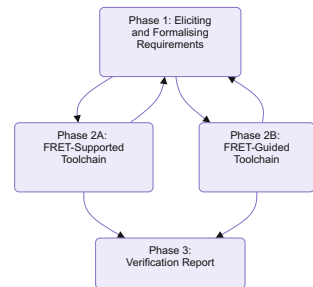 Phase 1: Eliciting
and Formalising
Requirements
Phase 2A:
FRET-Supported
Toolchain
Phase 2B:
FRET-Guided
Toolchain
Phase 3:
Verification Report